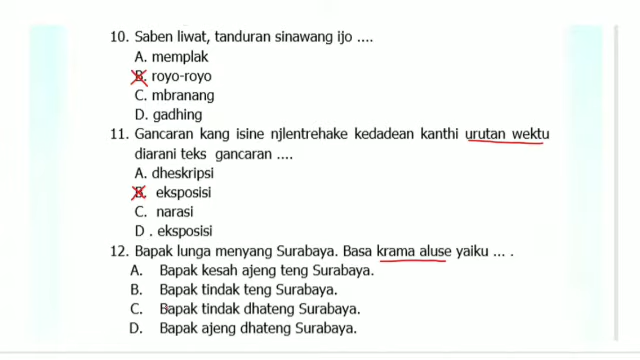 10. Saben liwat, tanduran sinawang ijo ....
A. memplak
B. royo-royo
C. mbranang
D. gadhing
11. Gancaran kang isine njlentrehake kedadean kanthi urutan wektu
diarani teks gancaran ....
A. dheskripsi
B. eksposisi
C. narasi
D . eksposisi
12. Bapak lunga menyang Surabaya. Basa krama aluse yaiku ... .
A. Bapak kesah ajeng teng Surabaya.
B. Bapak tindak teng Surabaya.
C. Bapak tindak dhateng Surabaya.
D. Bapak ajeng dhateng Surabaya.